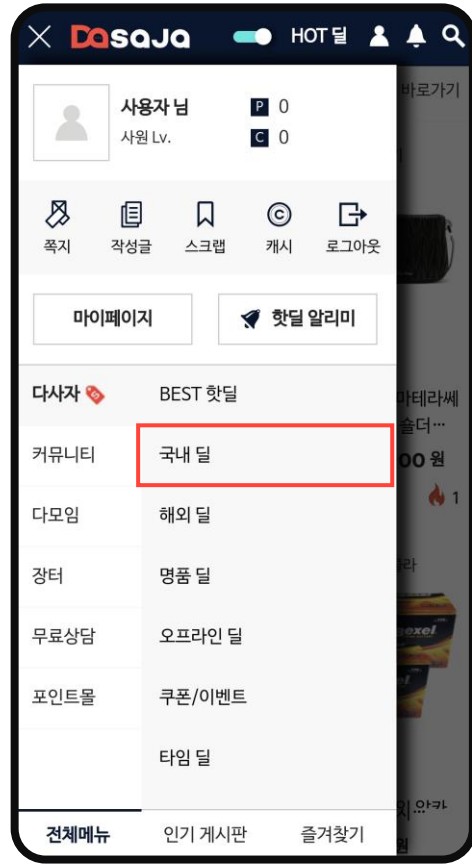 Dasaja HOT 딜
바로가기
사용자 님 P 0
사원 Lv. C 0
쪽지 작성글 스크랩 캐시 로그아웃
마이페이지 핫딜 알리미
다사자 BEST 핫딜
마테라쎄
숄더…
커뮤니티 국내 딜
00 원
1
다모임 해외 딜
장터 명품 딜
무료상담 오프라인 딜
포인트몰 쿠폰/이벤트
타임 딜
전체메뉴 인기 게시판 즐겨찾기
원